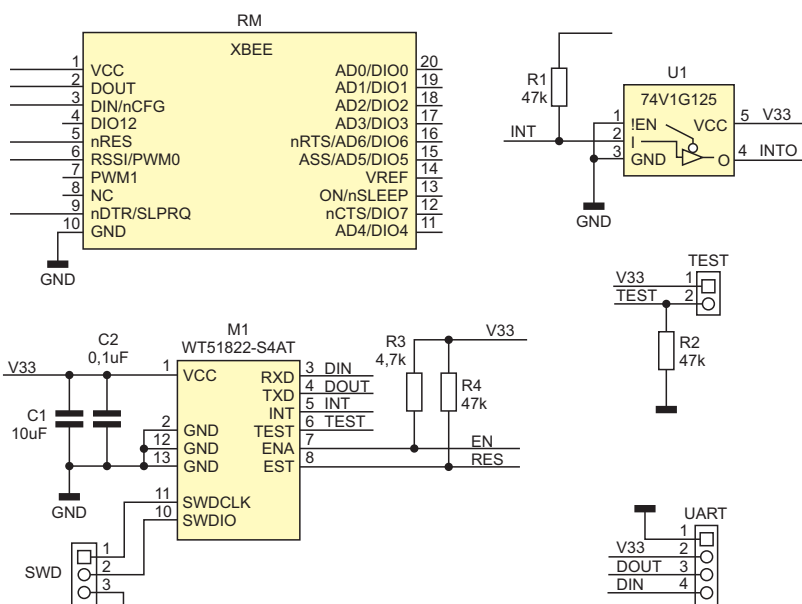 RM
XBEE
1 VCC AD0/DIO0 20
2 DOUT AD1/DIO1 19
3 DIN/nCFG AD2/DIO2 18
4 DIO12 AD3/DIO3 17
5 nRES nRTS/AD6/DIO6 16
6 RSSI/PWM0 ASS/AD5/DIO5 15
7 PWM1 VREF 14
8 NC ON/nSLEEP 13
9 nDTR/SLPRQ nCTS/DIO7 12
10 GND AD4/DIO4 11
GND
R1
47k
U1
74V1G125
INT
1 !EN VCC 5 V33
2 I
3 GND O 4 INTO
GND
TEST
V33 1
TEST 2
R2
47k
C2
0,1uF
V33
C1
10uF
GND
M1
WT51822-S4AT
1 VCC
RXD 3 DIN
TXD 4 DOUT
INT 5 INT
2 GND TEST 6 TEST
12 GND ENA 7 EN
13 GND EST 8 RES
11 SWDCLK
10 SWDIO
R3
4,7k
V33
R4
47k
SWD
1
2
3
UART
1
V33 2
DOUT 3
DIN 4